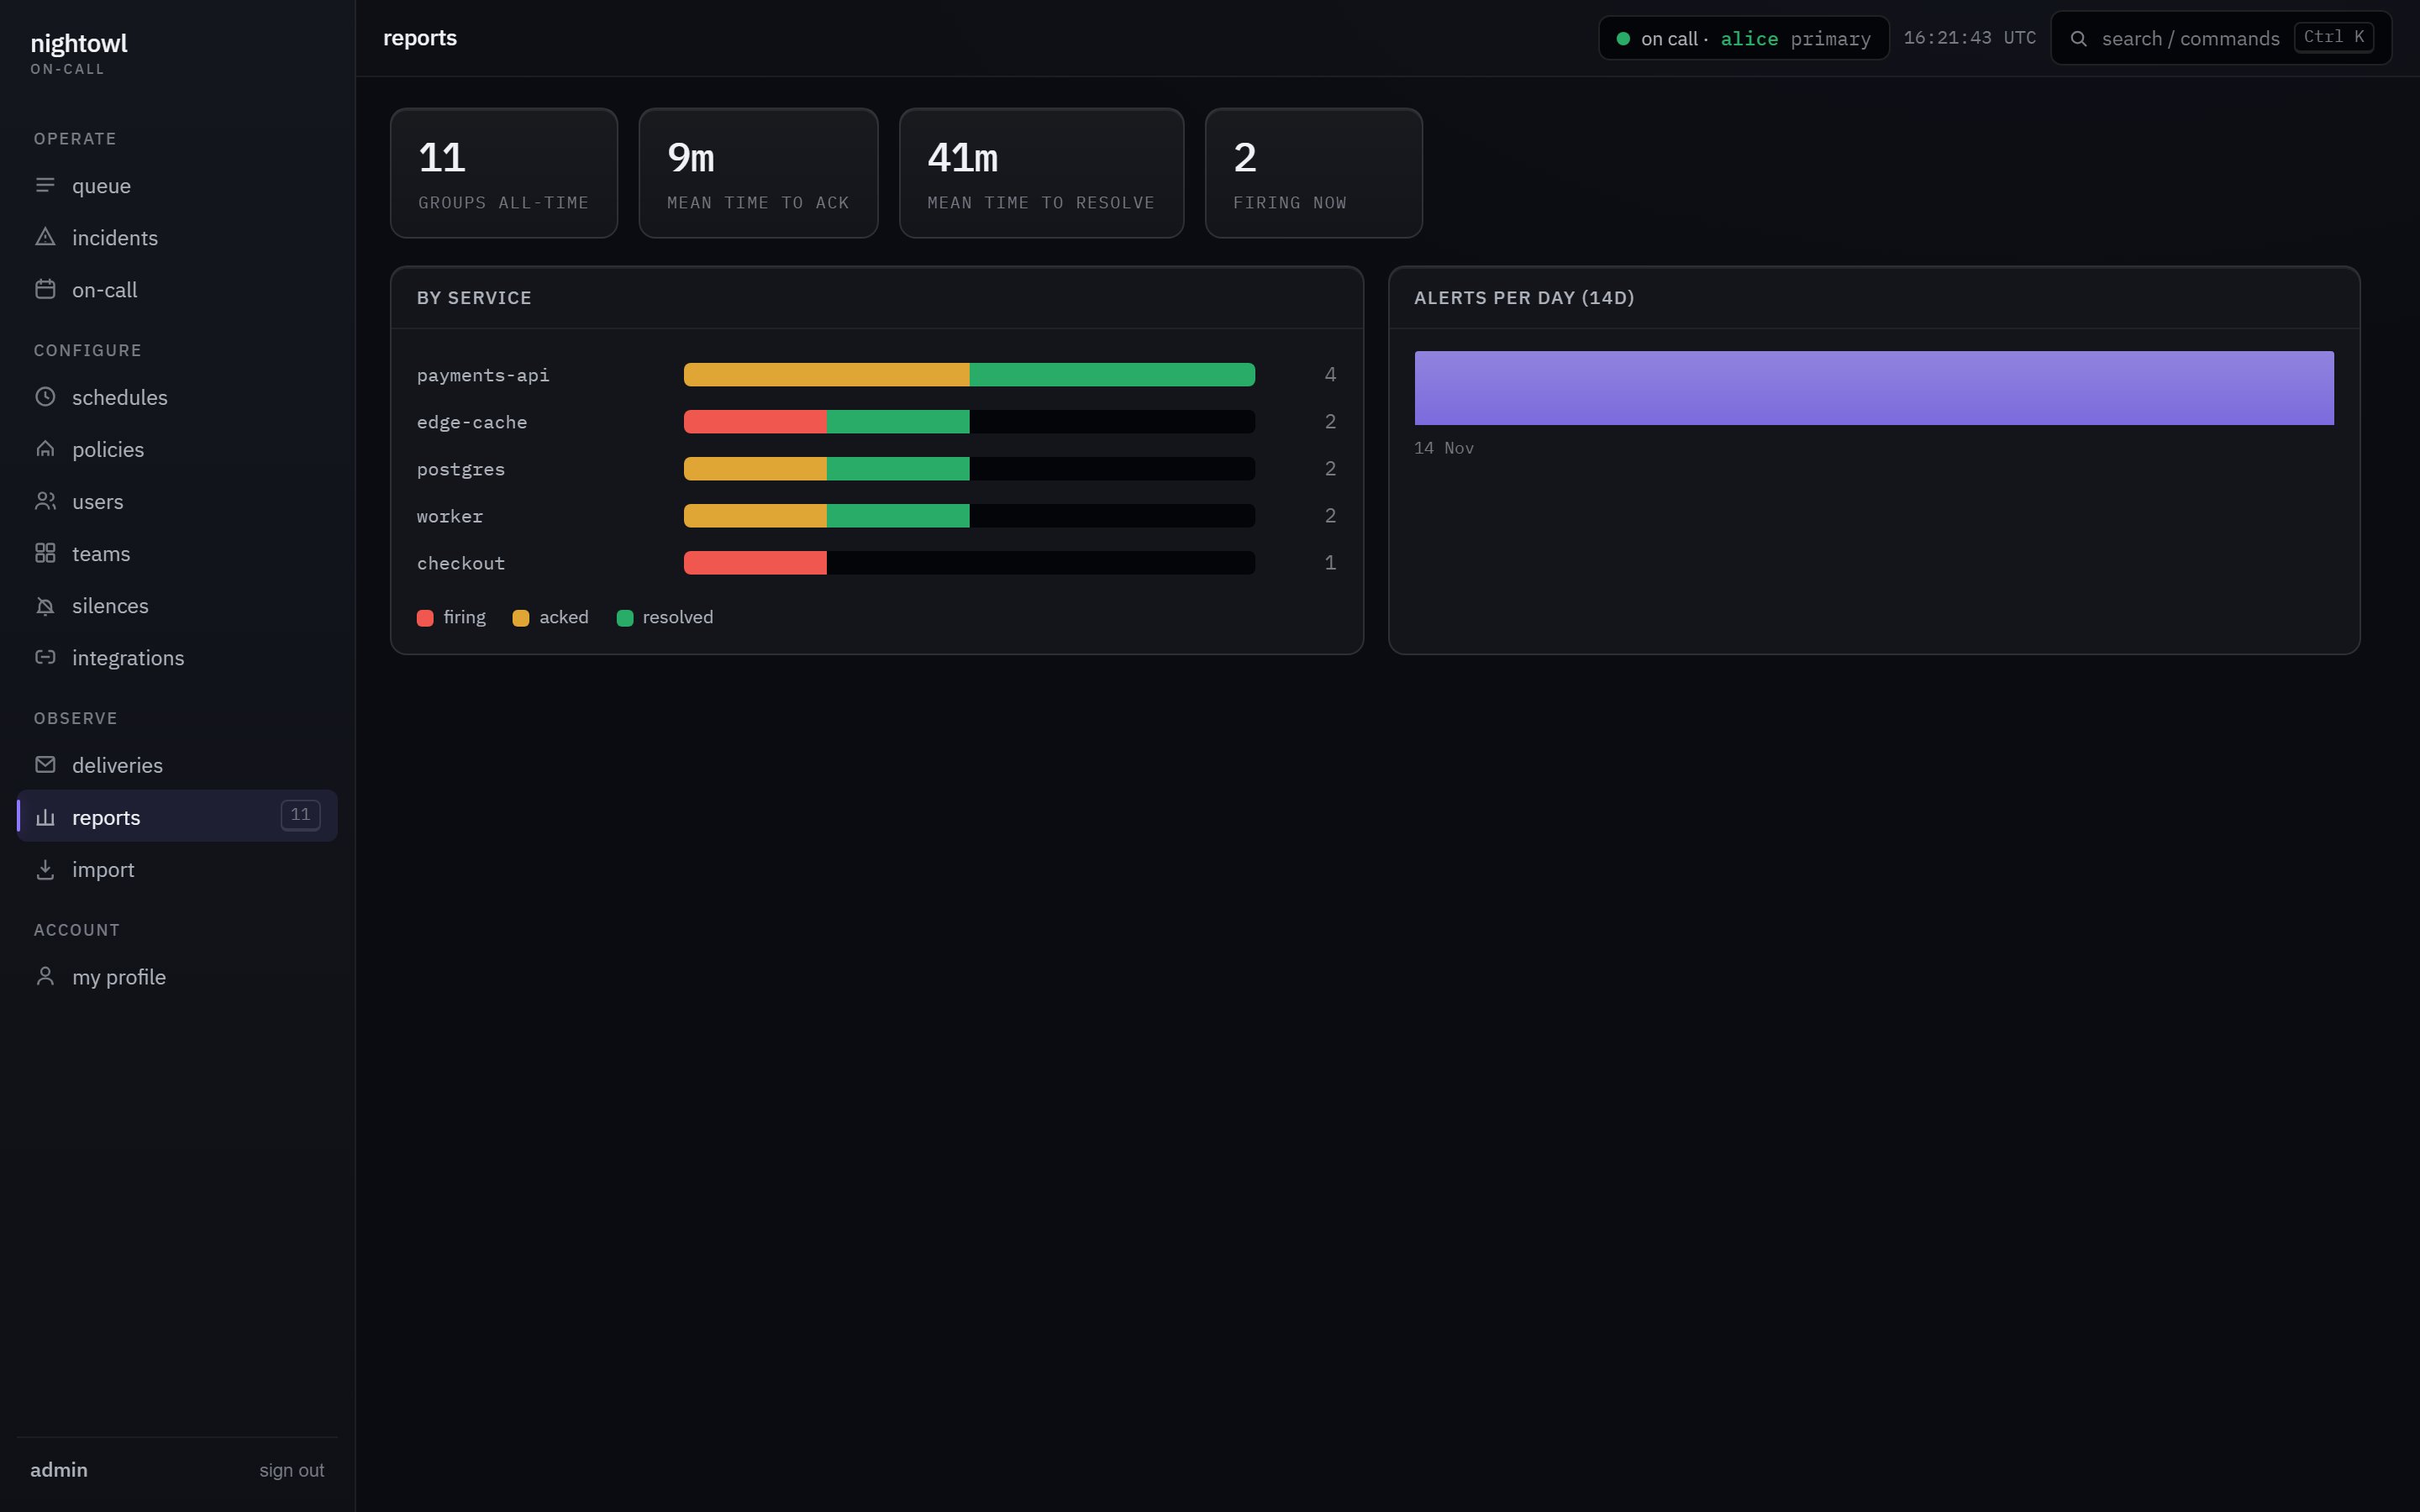 nightowl
ON-CALL
OPERATE
queue
incidents
on-call
CONFIGURE
schedules
policies
users
teams
silences
integrations
OBSERVE
deliveries
reports 11
import
ACCOUNT
my profile
admin sign out
reports
on call · alice primary 16:21:43 UTC search / commands Ctrl K
11
GROUPS ALL-TIME
9m
MEAN TIME TO ACK
41m
MEAN TIME TO RESOLVE
2
FIRING NOW
BY SERVICE
payments-api 4
edge-cache 2
postgres 2
worker 2
checkout 1
firing acked resolved
ALERTS PER DAY (14D)
14 Nov